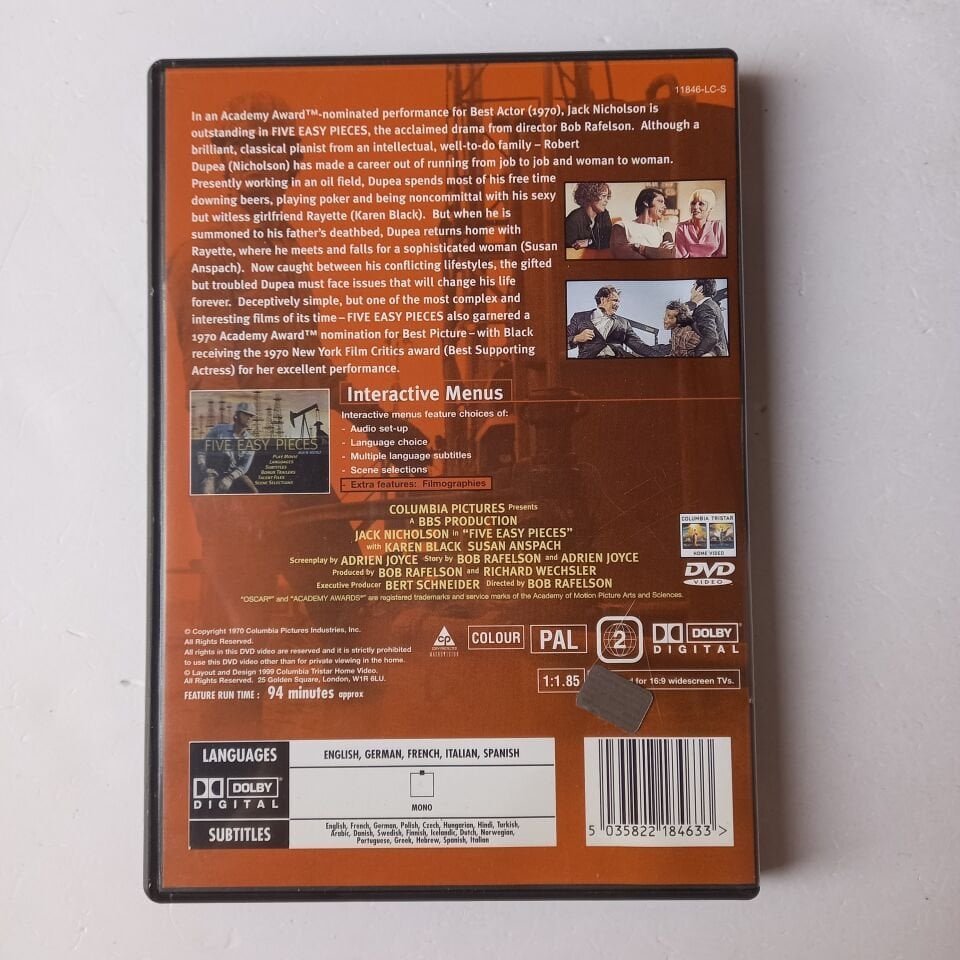 11846-LC-S
In an Academy Award™-nominated performance for Best Actor (1970), Jack Nicholson is
outstanding in FIVE EASY PIECES, the acclaimed drama from director Bob Rafelson. Although a
brilliant, classical pianist from an intellectual, well-to-do family – Robert
Dupea (Nicholson) has made a career out of running from job to job and woman to woman.
Presently working in an oil field, Dupea spends most of his free time
downing beers, playing poker and being noncommittal with his sexy
but witless girlfriend Rayette (Karen Black). But when he is
summoned to his father's deathbed, Dupea returns home with
Rayette, where he meets and falls for a sophisticated woman (Susan
Anspach). Now caught between his conflicting lifestyles, the gifted
but troubled Dupea must face issues that will change his life
forever. Deceptively simple, but one of the most complex and
interesting films of its time – FIVE EASY PIECES also garnered a
1970 Academy Award™ nomination for Best Picture – with Black
receiving the 1970 New York Film Critics award (Best Supporting
Actress) for her excellent performance.
FIVE EASY PIECES
MAIN MENU
PLAY MOVIE
LANGUAGES
SUBTITLES
BONUS TRAILERS
TALENT FILES
SCENE SELECTIONS
Interactive Menus
Interactive menus feature choices of:
- Audio set-up
- Language choice
- Multiple language subtitles
- Scene selections
- Extra features: Filmographies
COLUMBIA PICTURES Presents
A BBS PRODUCTION
JACK NICHOLSON in "FIVE EASY PIECES"
with KAREN BLACK SUSAN ANSPACH
Screenplay by ADRIEN JOYCE Story by BOB RAFELSON and ADRIEN JOYCE
Produced by BOB RAFELSON and RICHARD WECHSLER
Executive Producer BERT SCHNEIDER Directed by BOB RAFELSON
"OSCAR®" and "ACADEMY AWARDS®" are registered trademarks and service marks of the Academy of Motion Picture Arts and Sciences.
COLUMBIA TRISTAR
HOME VIDEO
DVD
VIDEO
© Copyright 1970 Columbia Pictures Industries, Inc.
All Rights Reserved.
All rights in this DVD video are reserved and it is strictly prohibited
to use this DVD video other than for private viewing in the home.
© Layout and Design 1999 Columbia Tristar Home Video.
All Rights Reserved. 25 Golden Square, London, W1R 6LU.
FEATURE RUN TIME : 94 minutes approx
cp
COPY PROTECTED
MACROVISION
COLOUR
PAL
2
DOLBY
DIGITAL
1:1.85
for 16:9 widescreen TVs.
LANGUAGES
ENGLISH, GERMAN, FRENCH, ITALIAN, SPANISH
DOLBY
DIGITAL
MONO
SUBTITLES
English, French, German, Polish, Czech, Hungarian, Hindi, Turkish,
Arabic, Danish, Swedish, Finnish, Icelandic, Dutch, Norwegian,
Portuguese, Greek, Hebrew, Spanish, Italian
5 035822 184633 >